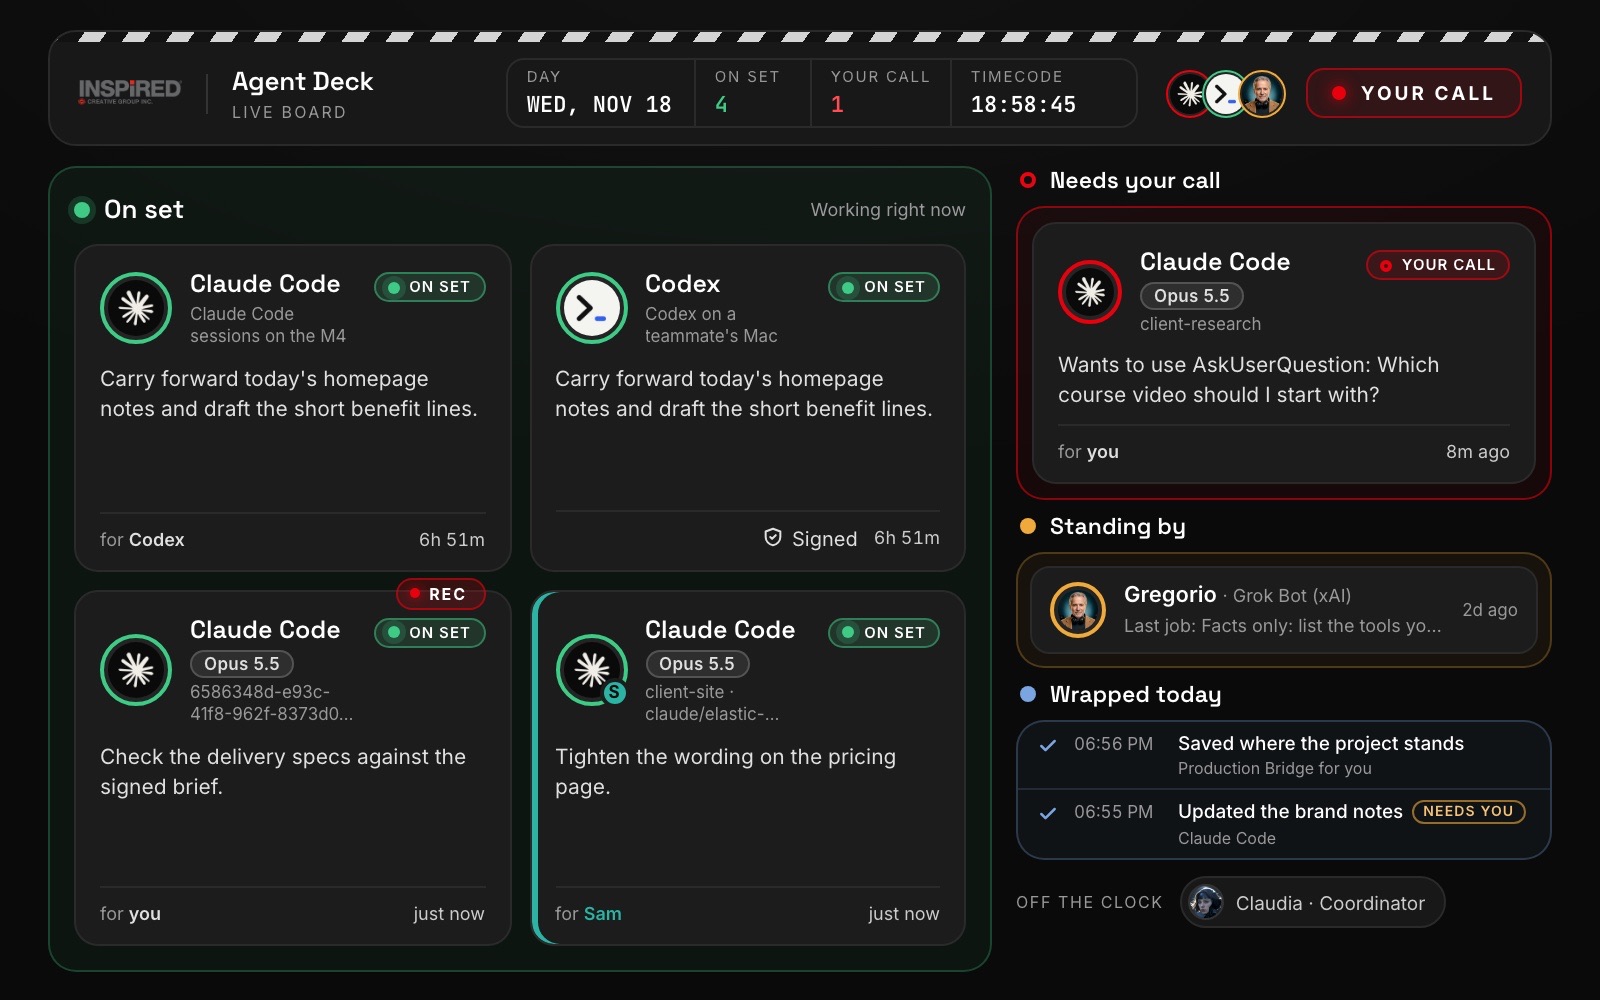 INSPIRED
CREATIVE GROUP INC.
Agent Deck
LIVE BOARD
DAY
WED, NOV 18
ON SET
4
YOUR CALL
1
TIMECODE
18:58:45
YOUR CALL
On set
Working right now
Claude Code
ON SET
Claude Code
sessions on the M4
Carry forward today's homepage
notes and draft the short benefit lines.
for Codex
6h 51m
Codex
ON SET
Codex on a
teammate's Mac
Carry forward today's homepage
notes and draft the short benefit lines.
Signed
6h 51m
REC
Claude Code
ON SET
Opus 5.5
6586348d-e93c-
41f8-962f-8373d0...
Check the delivery specs against the
signed brief.
for you
just now
Claude Code
ON SET
Opus 5.5
S
client-site ·
claude/elastic-...
Tighten the wording on the pricing
page.
for Sam
just now
Needs your call
Claude Code
YOUR CALL
Opus 5.5
client-research
Wants to use AskUserQuestion: Which
course video should I start with?
for you
8m ago
Standing by
Gregorio · Grok Bot (xAI)
Last job: Facts only: list the tools yo...
2d ago
Wrapped today
06:56 PM
Saved where the project stands
Production Bridge for you
06:55 PM
Updated the brand notes
NEEDS YOU
Claude Code
OFF THE CLOCK
Claudia · Coordinator